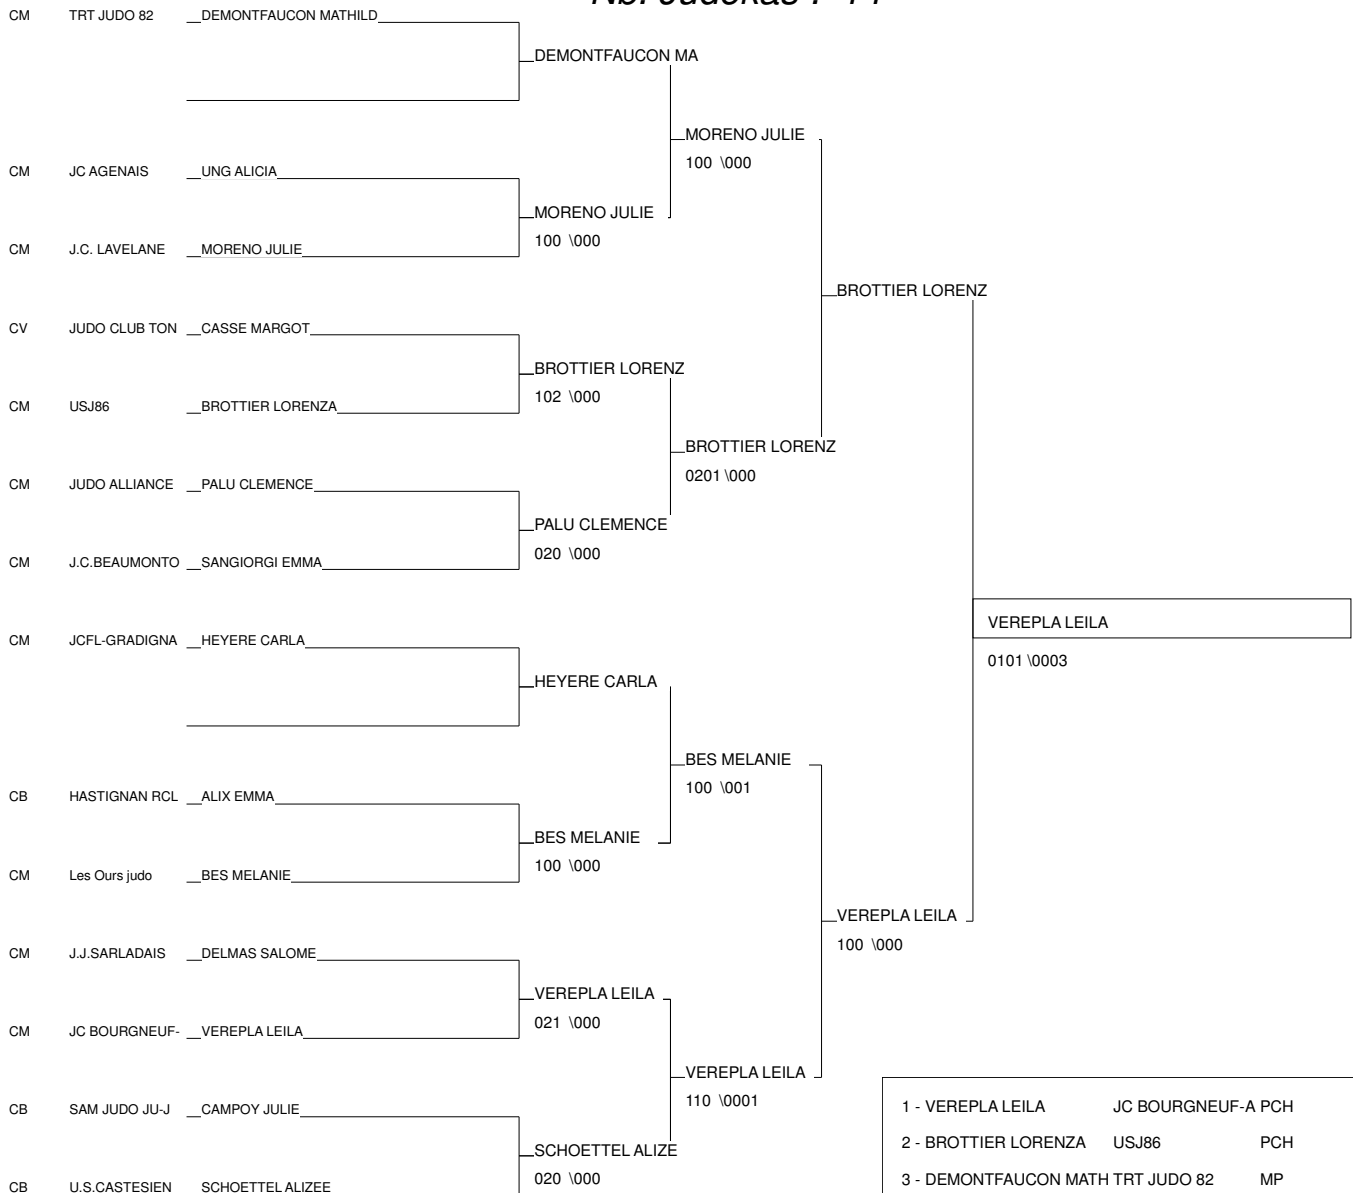 CM TRT JUDO 82 DEMONTFAUCON MATHILD
DEMONTFAUCON MA
MORENO JULIE
100 \000
CM JC AGENAIS UNG ALICIA
MORENO JULIE
100 \000
CM J.C. LAVELANE MORENO JULIE
BROTTIER LORENZ
CV JUDO CLUB TON CASSE MARGOT
BROTTIER LORENZ
102 \000
CM USJ86 BROTTIER LORENZA
BROTTIER LORENZ
0201 \000
CM JUDO ALLIANCE PALU CLEMENCE
PALU CLEMENCE
020 \000
CM J.C.BEAUMONTO SANGIORGI EMMA
VEREPLA LEILA
0101 \0003
CM JCFL-GRADIGNA HEYERE CARLA
HEYERE CARLA
BES MELANIE
100 \001
CB HASTIGNAN RCL ALIX EMMA
BES MELANIE
100 \000
CM Les Ours judo BES MELANIE
VEREPLA LEILA
100 \000
CM J.J.SARLADAIS DELMAS SALOME
VEREPLA LEILA
021 \000
CM JC BOURGNEUF- VEREPLA LEILA
VEREPLA LEILA
110 \0001
CB SAM JUDO JU-J CAMPOY JULIE
SCHOETTEL ALIZE
020 \000
CB U.S.CASTESIEN SCHOETTEL ALIZEE
1 - VEREPLA LEILA JC BOURGNEUF-A PCH
2 - BROTTIER LORENZA USJ86 PCH
3 - DEMONTFAUCON MATH TRT JUDO 82 MP